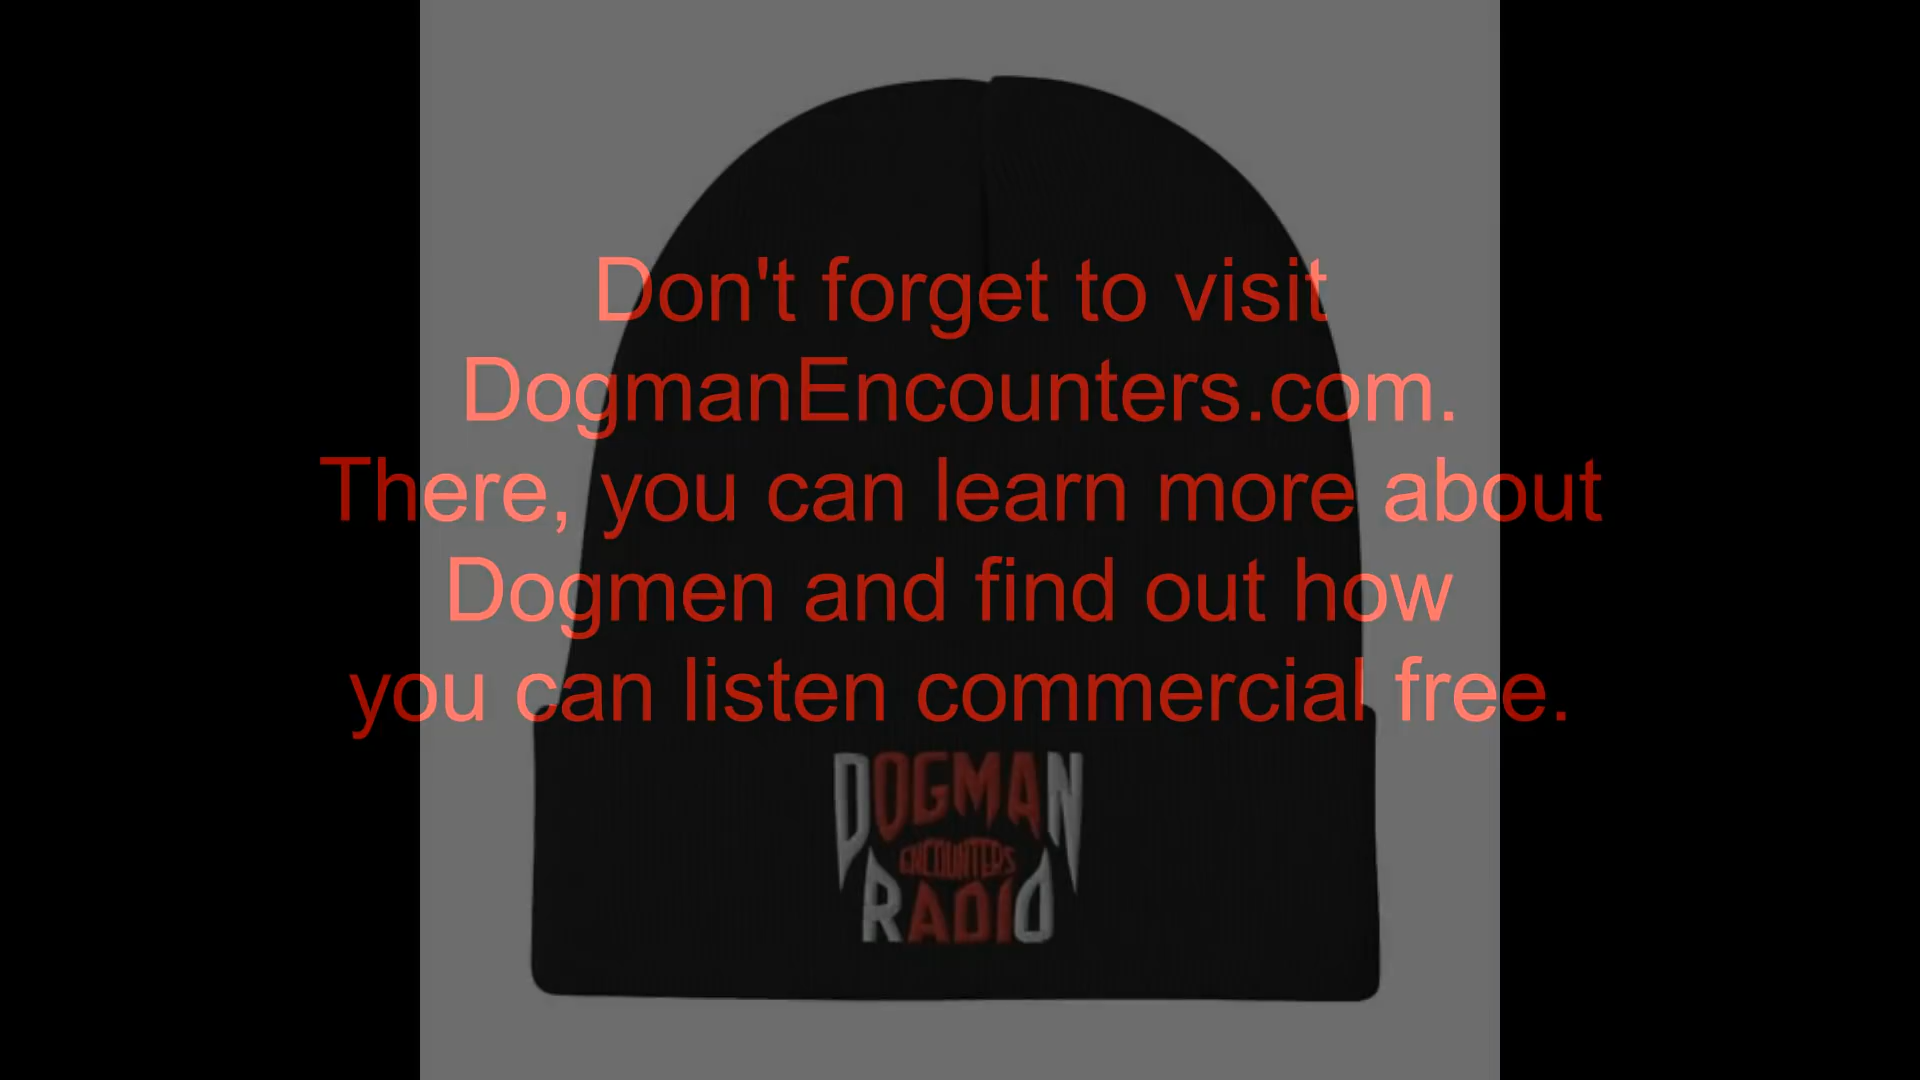 Don't forget to visit
DogmanEncounters.com.
There, you can learn more about
Dogmen and find out how
you can listen commercial free.
DOGMAN
ENCOUNTERS
RADIO